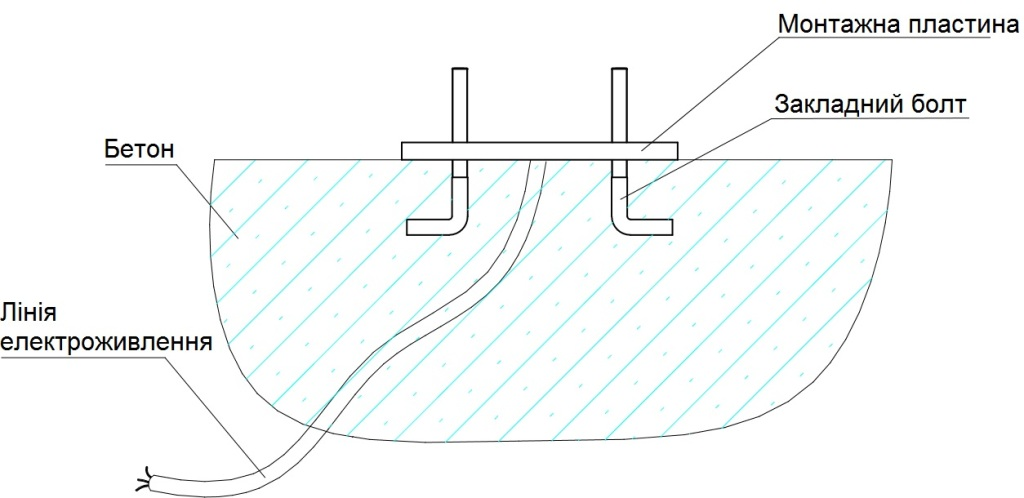 Монтажна пластина
Закладний болт
Бетон
Лінія
електроживлення